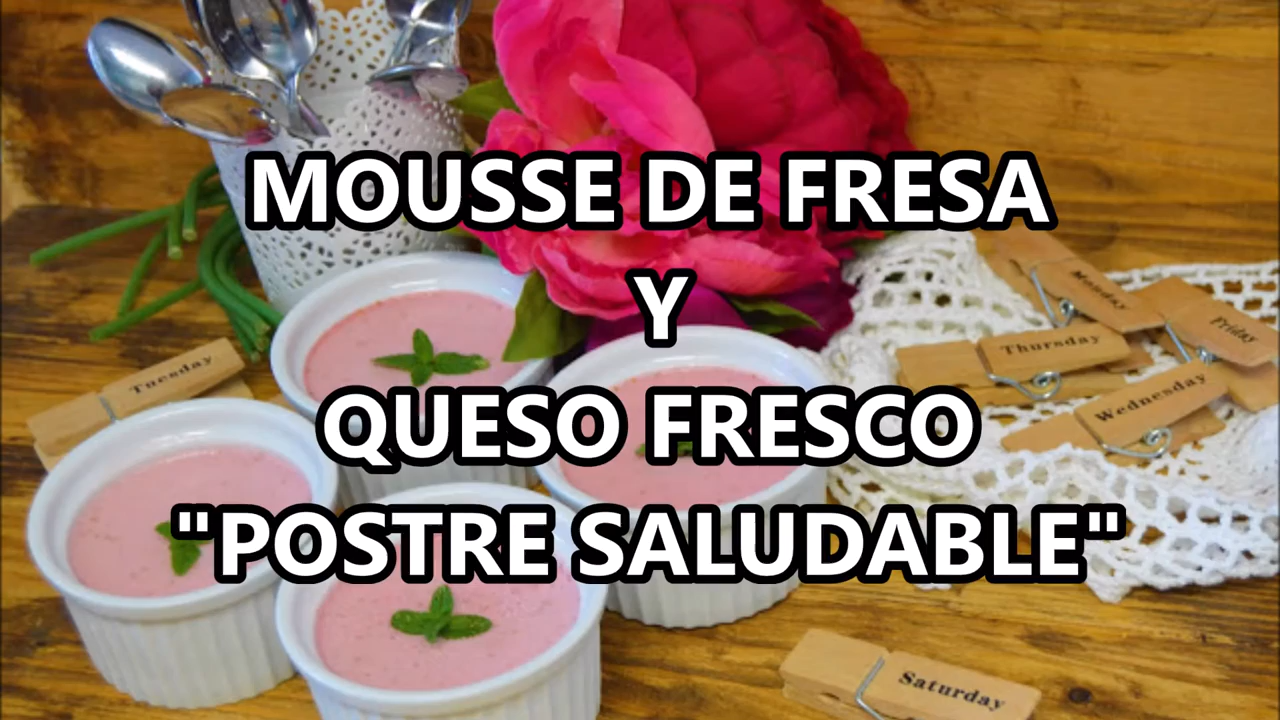 MOUSSE DE FRESA
Y
QUESO FRESCO
"POSTRE SALUDABLE"
Monday
Friday
Thursday
Tuesday
Wednesday
Saturday